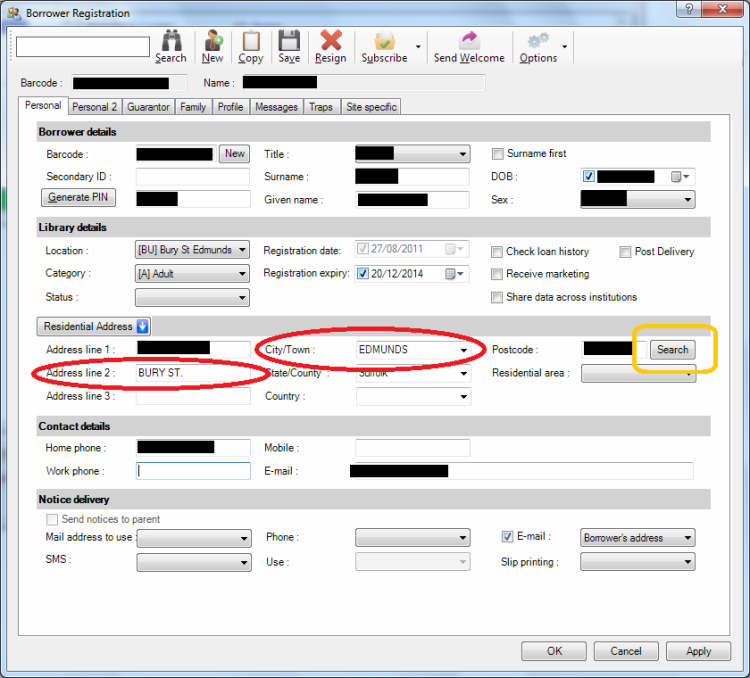 Borrower Registration
Search New Copy Save Resign Subscribe Send Welcome Options
Barcode : Name :
Personal Personal 2 Guarantor Family Profile Messages Traps Site specific
Borrower details
Barcode : New Title : Surname first
Secondary ID : Surname : DOB :
Generate PIN Given name : Sex :
Library details
Location : [BU] Bury St Edmunds Registration date: 27/08/2011 Check loan history Post Delivery
Category : [A] Adult Registration expiry: 20/12/2014 Receive marketing
Status : Share data across institutions
Residential Address
Address line 1 : City/Town : EDMUNDS Postcode : Search
Address line 2 : BURY ST. State/County : Suffolk Residential area :
Address line 3 : Country :
Contact details
Home phone : Mobile :
Work phone : E-mail :
Notice delivery
Send notices to parent
Mail address to use : Phone : E-mail : Borrower's address
SMS : Use : Slip printing :
OK Cancel Apply